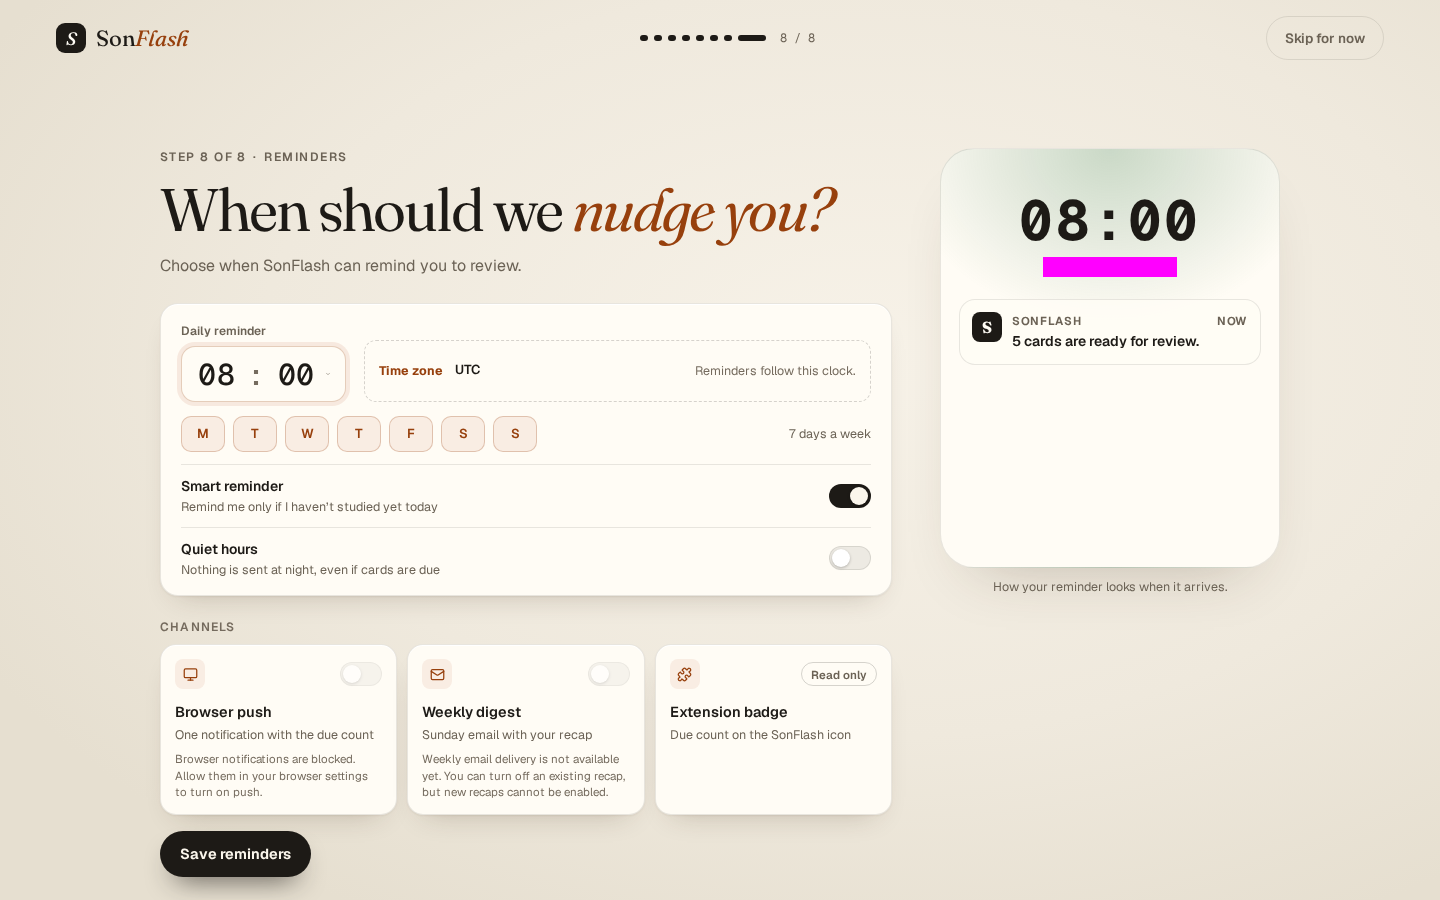 S SonFlash
8 / 8
Skip for now
STEP 8 OF 8 · REMINDERS
When should we nudge you?
Choose when SonFlash can remind you to review.
Daily reminder
08 : 00 -
Time zone UTC Reminders follow this clock.
M T W T F S S 7 days a week
Smart reminder
Remind me only if I haven’t studied yet today
Quiet hours
Nothing is sent at night, even if cards are due
CHANNELS
Browser push
One notification with the due count
Browser notifications are blocked.
Allow them in your browser settings
to turn on push.
Weekly digest
Sunday email with your recap
Weekly email delivery is not available
yet. You can turn off an existing recap,
but new recaps cannot be enabled.
Read only
Extension badge
Due count on the SonFlash icon
Save reminders
08:00
S SONFLASH NOW
5 cards are ready for review.
How your reminder looks when it arrives.